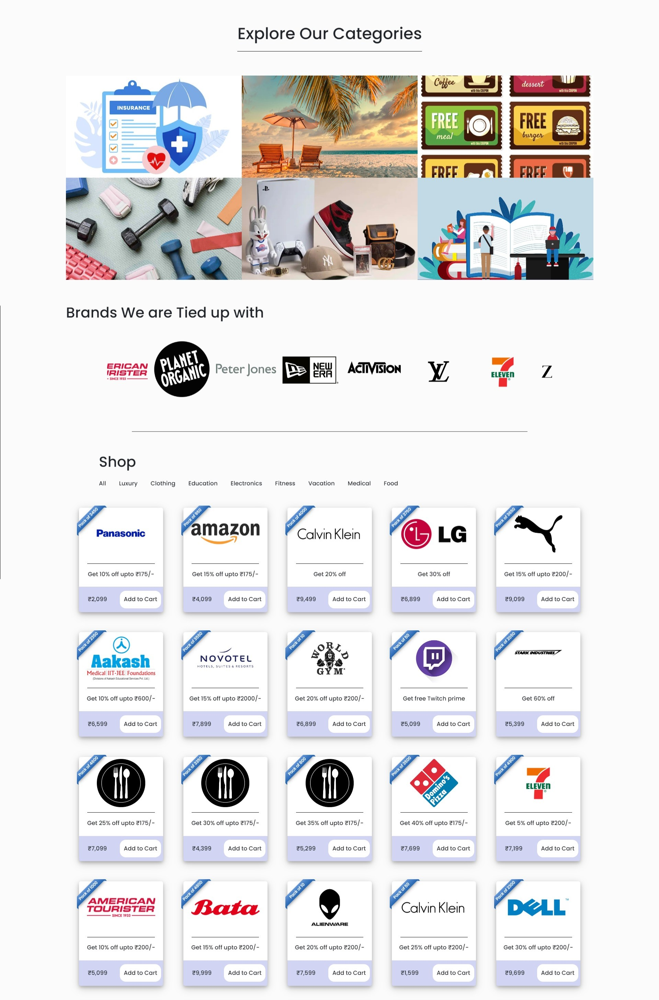 Explore Our Categories
INSURANCE
Coffee
with this COUPON
dessert
with this COUPON
FREE
meal
with this COUPON
FREE
burger
with this COUPON
FREE
FREE
NY
Brands We are Tied up with
ERICAN
RISTER
SINCE 1933
PLANET
ORGANIC
Peter Jones
NEW
ERA
ACTIVISION
LV
7
ELEVEN
Z
Shop
All Luxury Clothing Education Electronics Fitness Vacation Medical Food
Pack of 3450
Panasonic
Get 10% off upto ₹175/-
₹2,099 Add to Cart
Pack of 950
amazon
Get 15% off upto ₹175/-
₹4,099 Add to Cart
Pack of 4000
Calvin Klein
Get 20% off
₹9,499 Add to Cart
Pack of 3750
LG
Get 30% off
₹6,899 Add to Cart
Pack of 3650
Get 15% off upto ₹200/-
₹9,099 Add to Cart
Pack of 2350
Aakash
Medical IIT-JEE Foundations
(Divisions of Aakash Educational Services Pvt. Ltd.)
Get 10% off upto ₹600/-
₹6,599 Add to Cart
Pack of 3550
NOVOTEL
HOTELS, SUITES & RESORTS
Get 15% off upto ₹2000/-
₹7,899 Add to Cart
Pack of 10
WORLD
GYM
Get 20% off upto ₹200/-
₹6,899 Add to Cart
Pack of 50
Get free Twitch prime
₹5,099 Add to Cart
Pack of 2050
STARK INDUSTRIES
Get 60% off
₹5,399 Add to Cart
Pack of 4600
Get 25% off upto ₹175/-
₹7,099 Add to Cart
Pack of 3350
Get 30% off upto ₹175/-
₹4,399 Add to Cart
Pack of 800
Get 35% off upto ₹175/-
₹5,299 Add to Cart
Pack of 3500
Domino's
Pizza
Get 40% off upto ₹175/-
₹7,699 Add to Cart
Pack of 4900
7
ELEVEN
Get 5% off upto ₹200/-
₹7,199 Add to Cart
Pack of 1000
AMERICAN
TOURISTER
SINCE 1933
Get 10% off upto ₹200/-
₹5,099 Add to Cart
Pack of 4800
Bata
Get 15% off upto ₹200/-
₹9,999 Add to Cart
Pack of 10
ALIENWARE
Get 20% off upto ₹200/-
₹7,599 Add to Cart
Pack of 50
Calvin Klein
Get 25% off upto ₹200/-
₹1,599 Add to Cart
Pack of 2300
DELL™
Get 30% off upto ₹200/-
₹9,699 Add to Cart